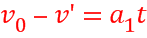 v₀ – v' = a₁t